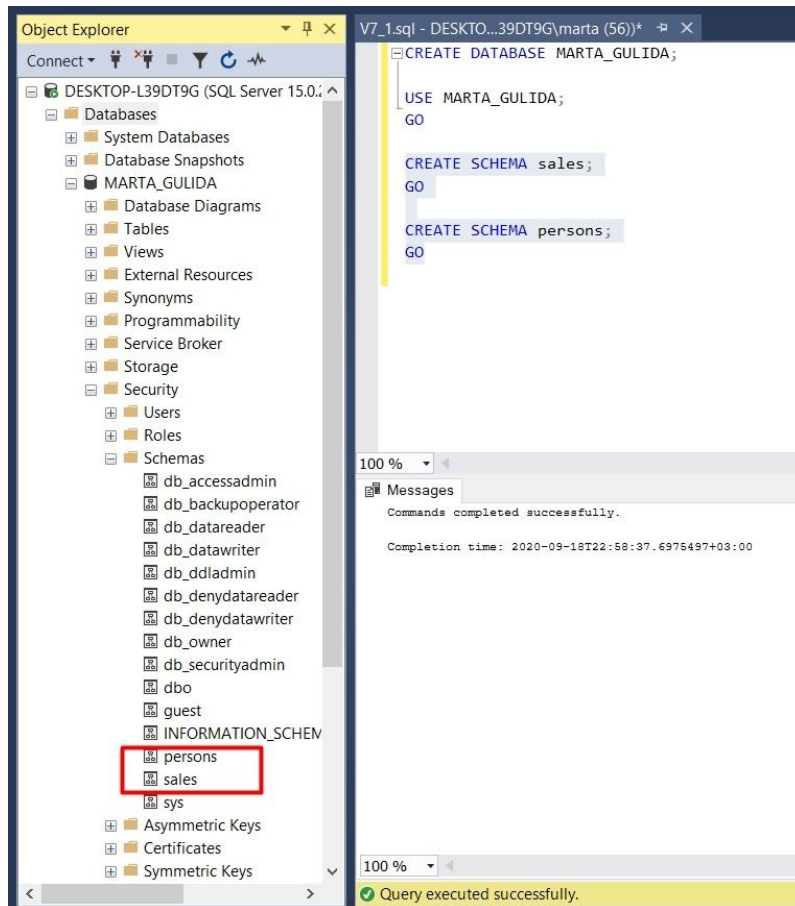 Object Explorer
Connect
DESKTOP-L39DT9G (SQL Server 15.0.2
Databases
System Databases
Database Snapshots
MARTA_GULIDA
Database Diagrams
Tables
Views
External Resources
Synonyms
Programmability
Service Broker
Storage
Security
Users
Roles
Schemas
db_accessadmin
db_backupoperator
db_datareader
db_datawriter
db_ddladmin
db_denydatareader
db_denydatawriter
db_owner
db_securityadmin
dbo
guest
INFORMATION_SCHEM
persons
sales
sys
Asymmetric Keys
Certificates
Symmetric Keys
V7_1.sql - DESKTO...39DT9G\marta (56))*
CREATE DATABASE MARTA_GULIDA;
USE MARTA_GULIDA;
GO
CREATE SCHEMA sales;
GO
CREATE SCHEMA persons;
GO
100 %
Messages
Commands completed successfully.
Completion time: 2020-09-18T22:58:37.6975497+03:00
100 %
Query executed successfully.